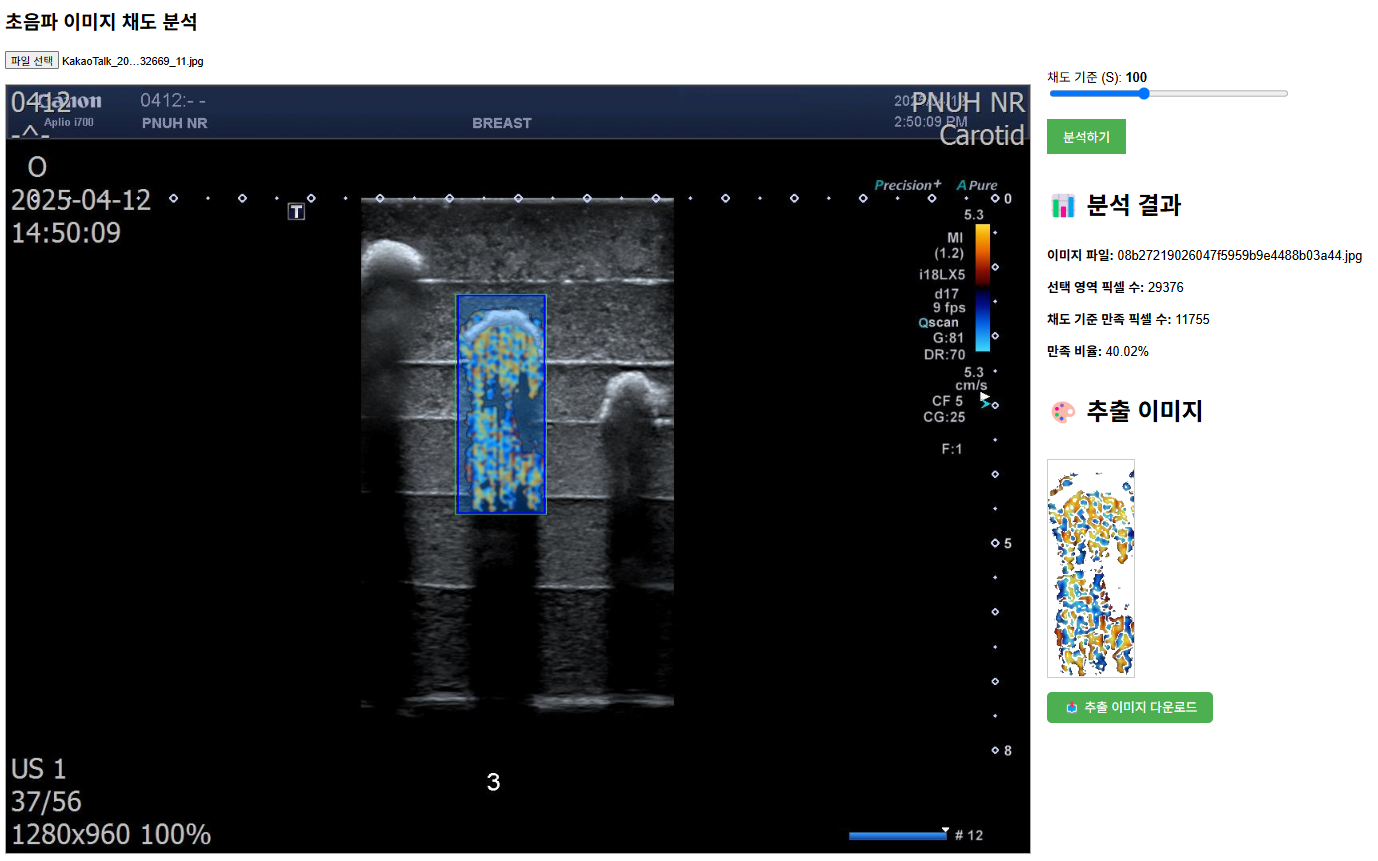 초음파 이미지 채도 분석
파일 선택 KakaoTalk_20...32669_11.jpg
0412
Canon
0412:- -
PNUH NR
Aplio i700
PNUH NR
BREAST
2:50:09 PM
Carotid
-^-
O
2025-04-12
14:50:09
T
Precision+ A Pure
0
5.3
MI
(1.2)
i18LX5
d17
9 fps
Qscan
G:81
DR:70
5.3
cm/s
CF 5
CG:25
F:1
5
8
3
US 1
37/56
1280x960 100%
# 12
채도 기준 (S): 100
분석하기
분석 결과
이미지 파일: 08b27219026047f5959b9e4488b03a44.jpg
선택 영역 픽셀 수: 29376
채도 기준 만족 픽셀 수: 11755
만족 비율: 40.02%
추출 이미지
추출 이미지 다운로드